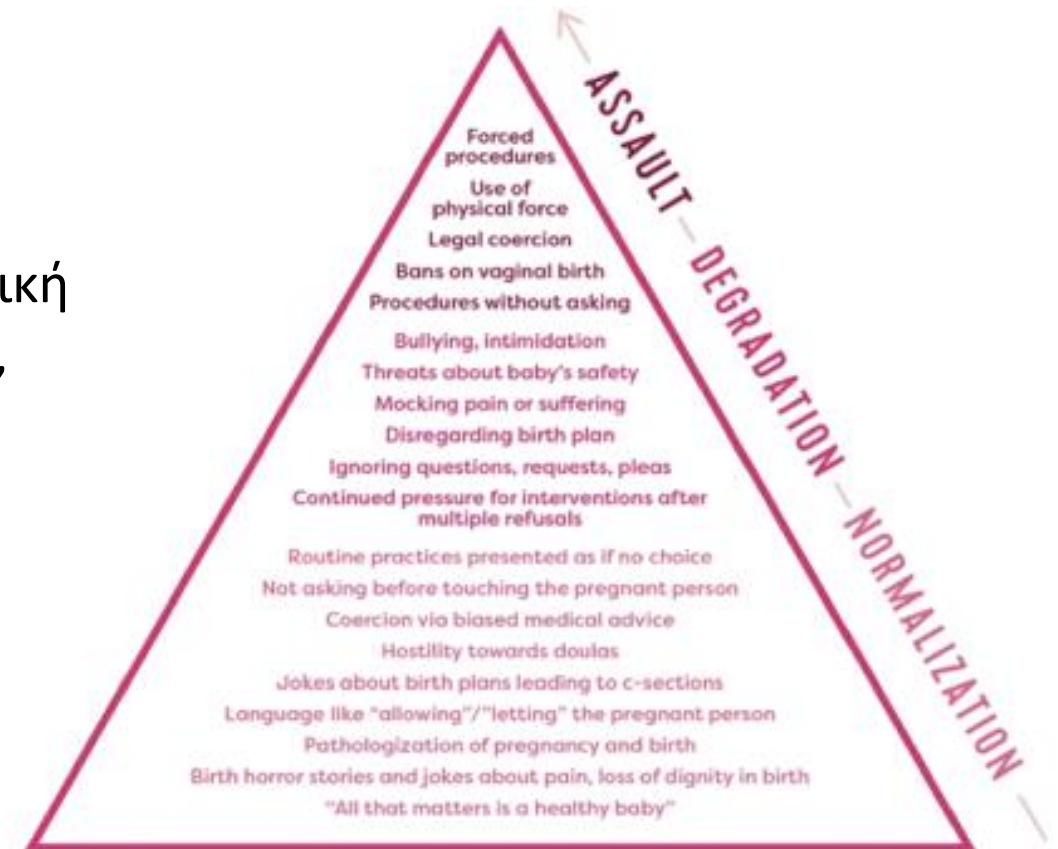 ική
,
Forced
procedures
Use of
physical force
Legal coercion
Bans on vaginal birth
Procedures without asking
Bullying, intimidation
Threats about baby's safety
Mocking pain or suffering
Disregarding birth plan
Ignoring questions, requests, pleas
Continued pressure for interventions after
multiple refusals
Routine practices presented as if no choice
Not asking before touching the pregnant person
Coercion via biased medical advice
Hostility towards doulas
Jokes about birth plans leading to c-sections
Language like "allowing"/"letting" the pregnant person
Pathologization of pregnancy and birth
Birth horror stories and jokes about pain, loss of dignity in birth
"All that matters is a healthy baby"
ASSAULT — DEGRADATION — NORMALIZATION —